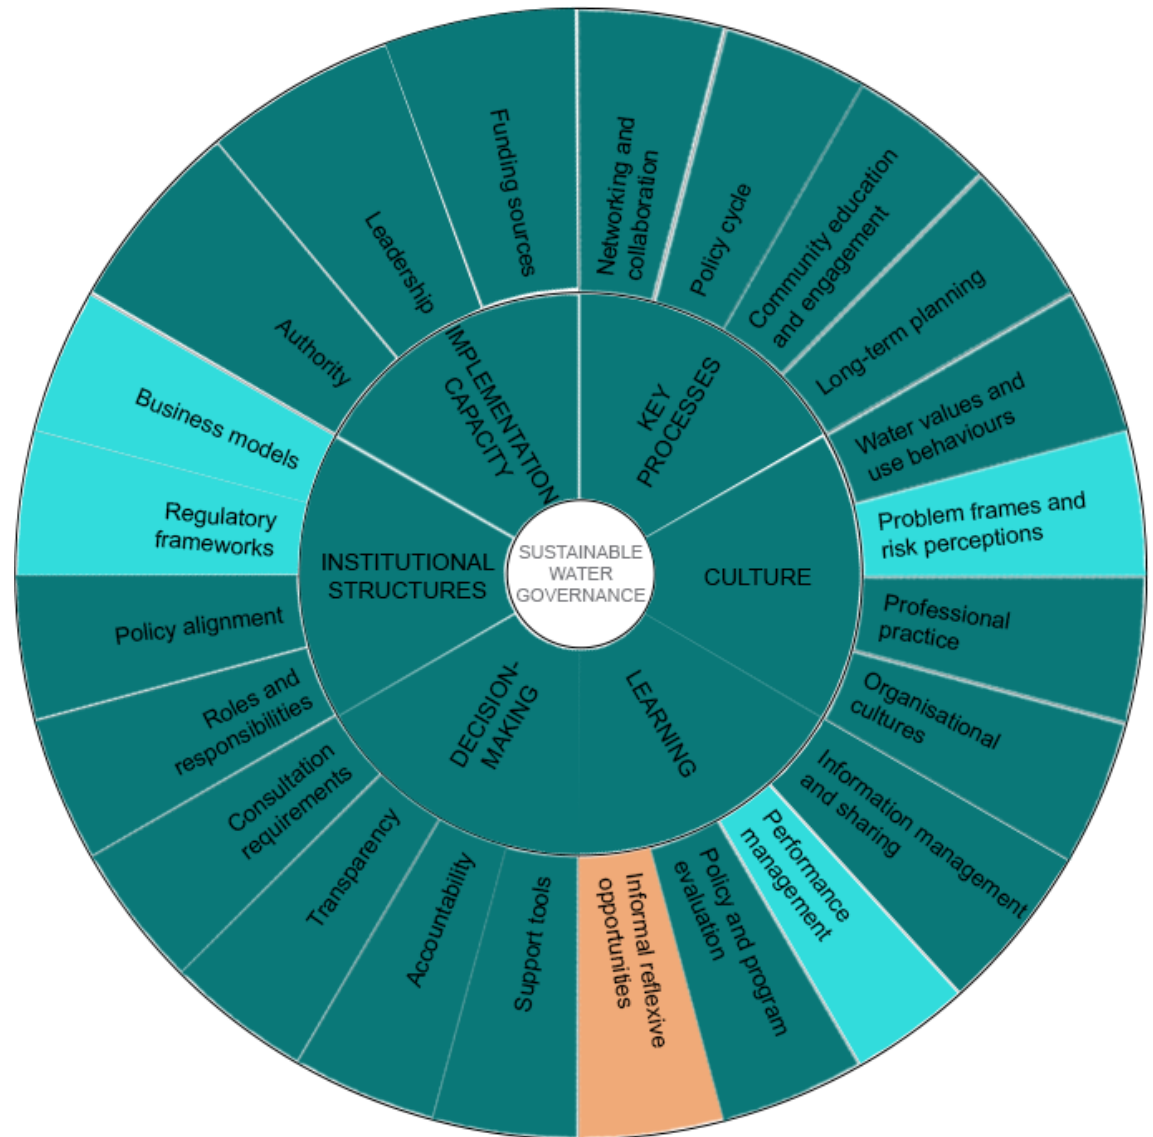 SUSTAINABLE
WATER
GOVERNANCE
KEY
PROCESSES
CULTURE
LEARNING
DECISION-
MAKING
INSTITUTIONAL
STRUCTURES
IMPLEMENTATION
CAPACITY
Networking and
collaboration
Policy cycle
Community education
and engagement
Long-term planning
Water values and
use behaviours
Problem frames and
risk perceptions
Professional
practice
Organisational
cultures
Information management
and sharing
Performance
management
Policy and program
evaluation
Informal reflexive
opportunities
Support tools
Accountability
Transparency
Consultation
requirements
Roles and
responsibilities
Policy alignment
Regulatory
frameworks
Business models
Authority
Leadership
Funding sources